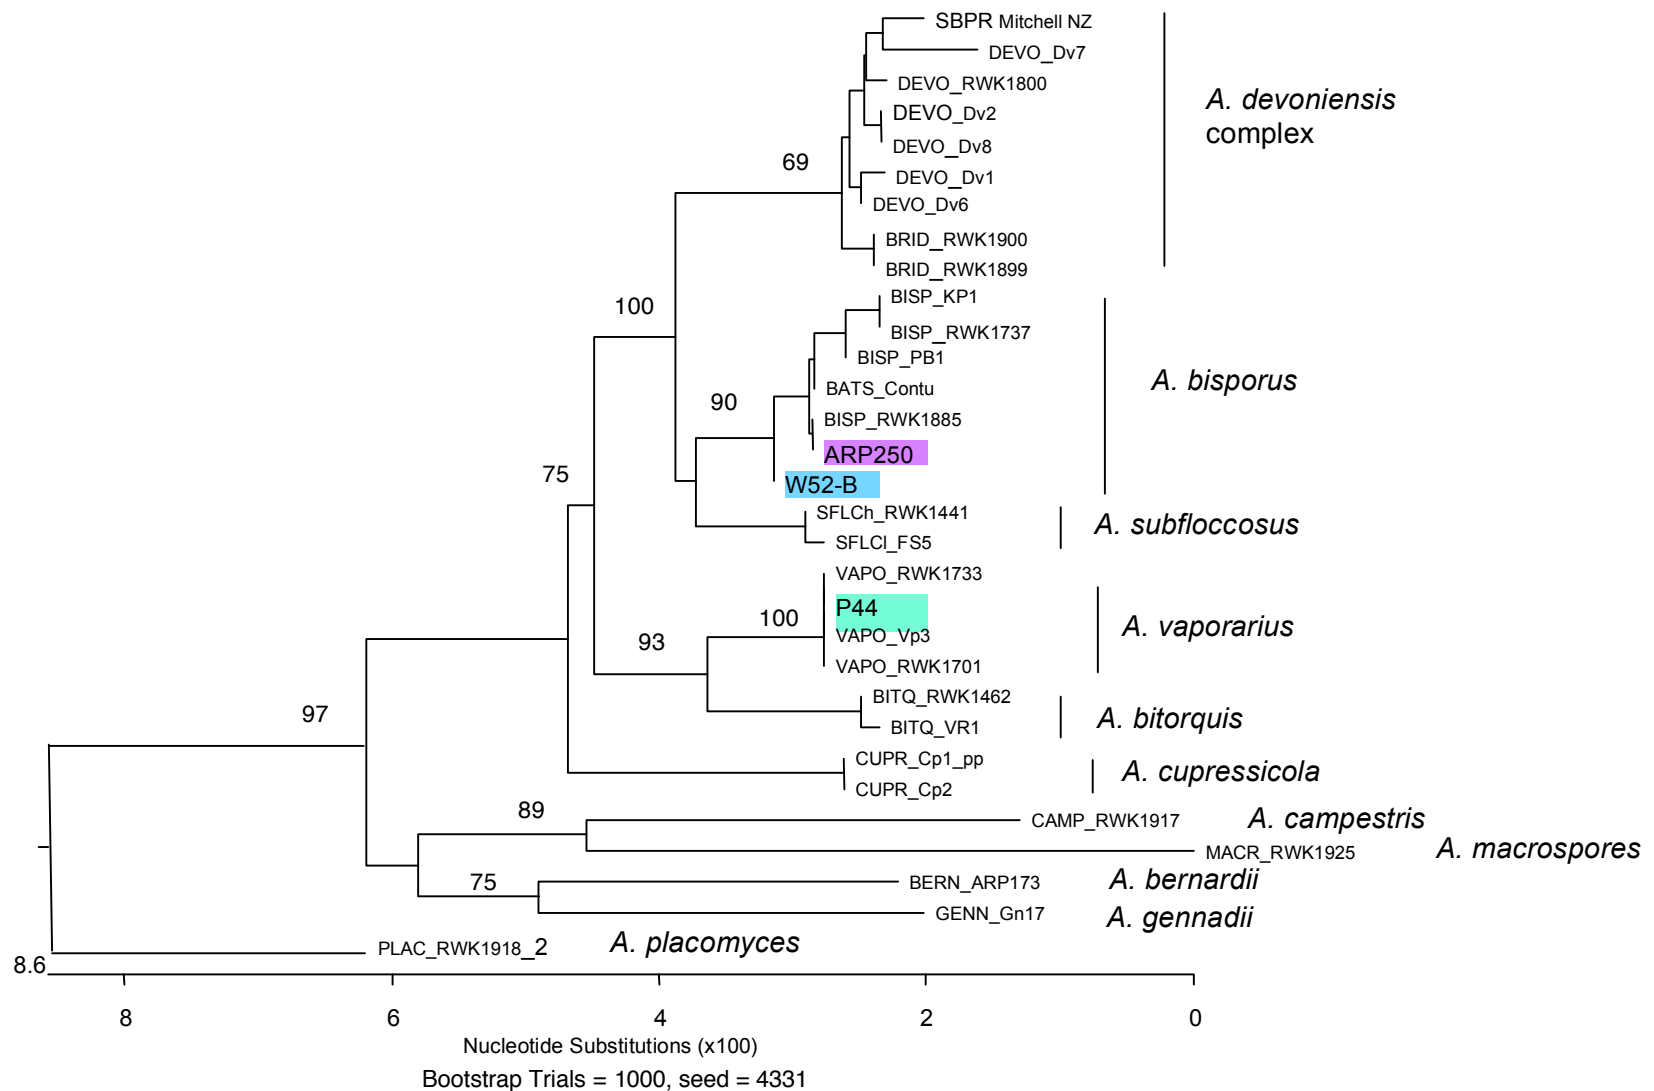 SBPR Mitchell NZ
DEVO_Dv7
DEVO_RWK1800
A. devoniensis
complex
DEVO_Dv2
DEVO_Dv8
69
DEVO_Dv1
DEVO_Dv6
BRID_RWK1900
BRID_RWK1899
BISP_KP1
100
BISP_RWK1737
BISP_PB1
A. bisporus
BATS_Contu
90
BISP_RWK1885
ARP250
75
W52-B
SFLCh_RWK1441
A. subfloccosus
SFLCl_FS5
VAPO_RWK1733
P44
100
A. vaporarius
VAPO_Vp3
93
VAPO_RWK1701
BITQ_RWK1462
97
A. bitorquis
BITQ_VR1
CUPR_Cp1_pp
A. cupressicola
CUPR_Cp2
89
CAMP_RWK1917
A. campestris
MACR_RWK1925
A. macrospores
75
BERN_ARP173
A. bernardii
GENN_Gn17
A. gennadii
PLAC_RWK1918_2
A. placomyces
8.6
8 6 4 2 0
Nucleotide Substitutions (x100)
Bootstrap Trials = 1000, seed = 4331